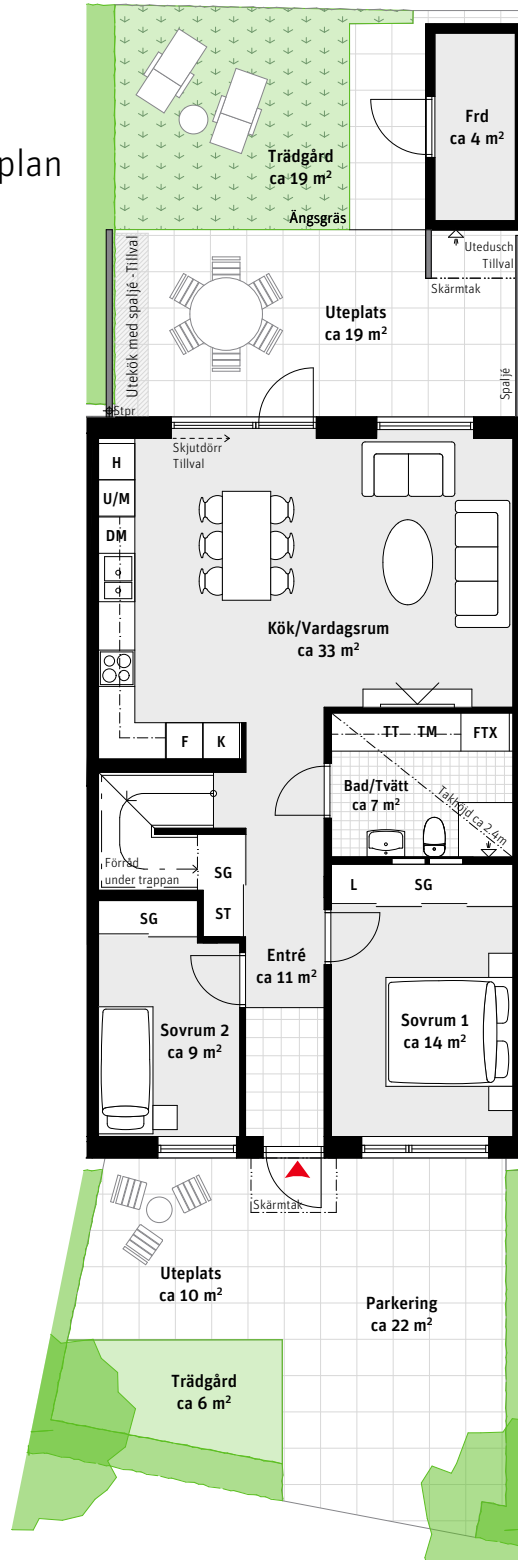 Frd
ca 4 m²
plan
Trädgård
ca 19 m²
Ängsgräs
Utedusch
Tillval
Skärmtak
Utekök med spaljé -Tillval
Uteplats
ca 19 m²
Spaljé
Stpr
Skjutdörr
Tillval
H
U/M
DM
Kök/Vardagsrum
ca 33 m²
F
K
TT
TM
FTX
Bad/Tvätt
ca 7 m²
Takhöjd ca 2.4m
Förråd
under trappan
SG
ST
L
SG
SG
Entré
ca 11 m²
Sovrum 1
ca 14 m²
Sovrum 2
ca 9 m²
Skärmtak
Uteplats
ca 10 m²
Parkering
ca 22 m²
Trädgård
ca 6 m²